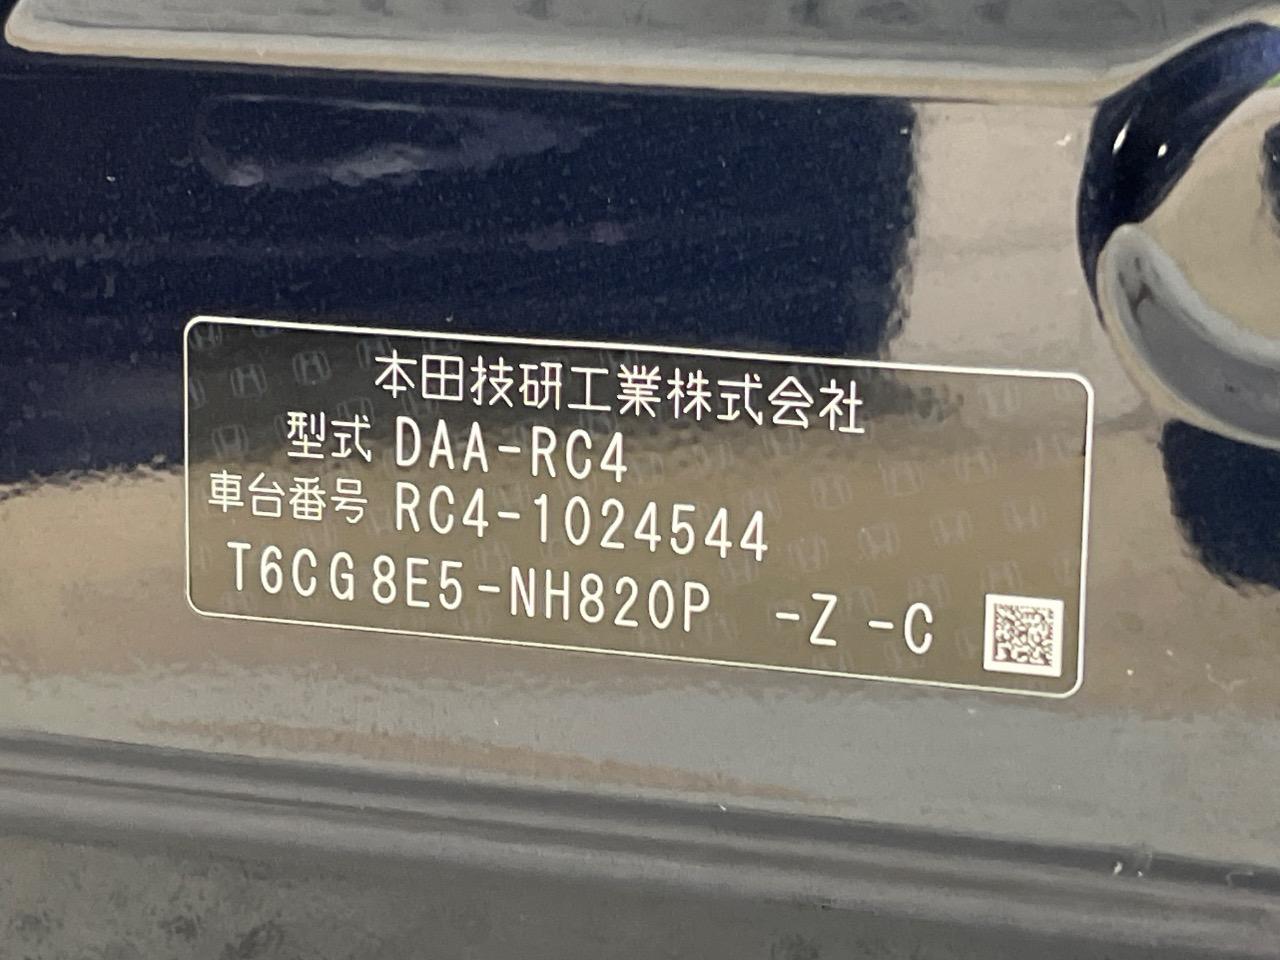 本田技研工業株式会社
型式 DAA-RC4
車台番号 RC4-1024544
T6CG8E5-NH820P -Z -C